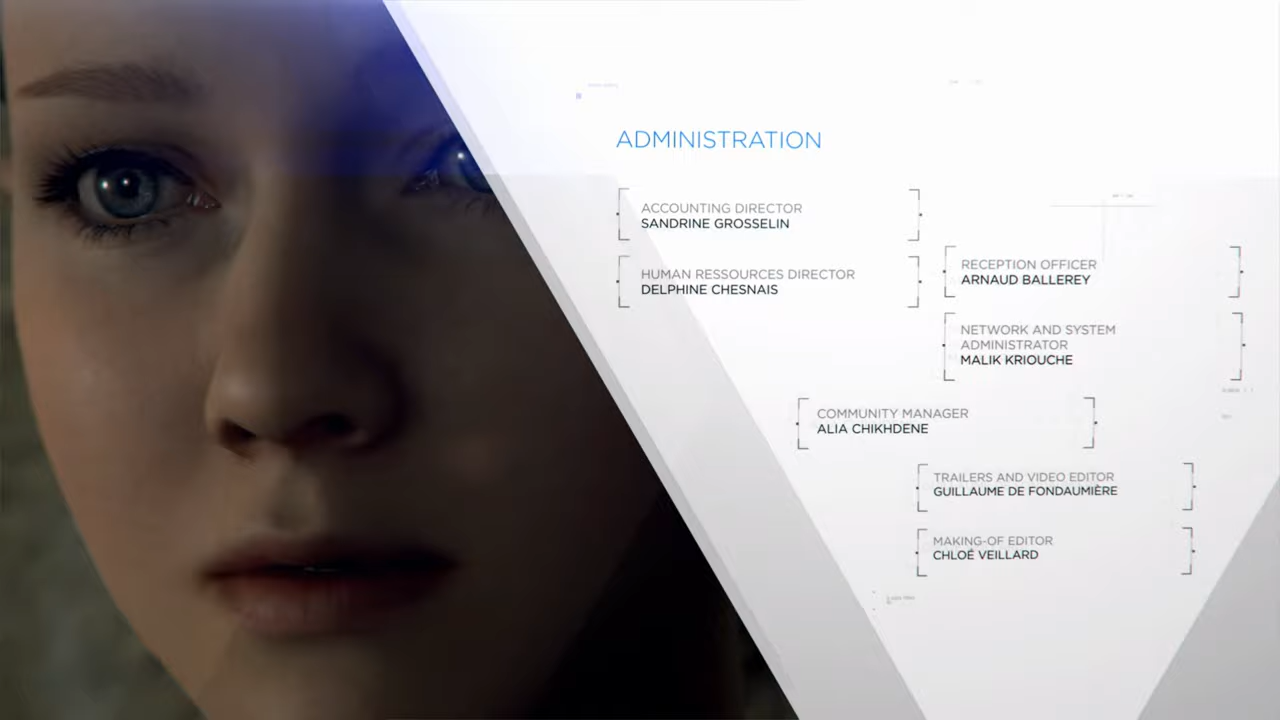 ADMINISTRATION
ACCOUNTING DIRECTOR
SANDRINE GROSSELIN
HUMAN RESSOURCES DIRECTOR
DELPHINE CHESNAIS
RECEPTION OFFICER
ARNAUD BALLEREY
NETWORK AND SYSTEM
ADMINISTRATOR
MALIK KRIOUCHE
COMMUNITY MANAGER
ALIA CHIKHDENE
TRAILERS AND VIDEO EDITOR
GUILLAUME DE FONDAUMIÈRE
MAKING-OF EDITOR
CHLOÉ VEILLARD